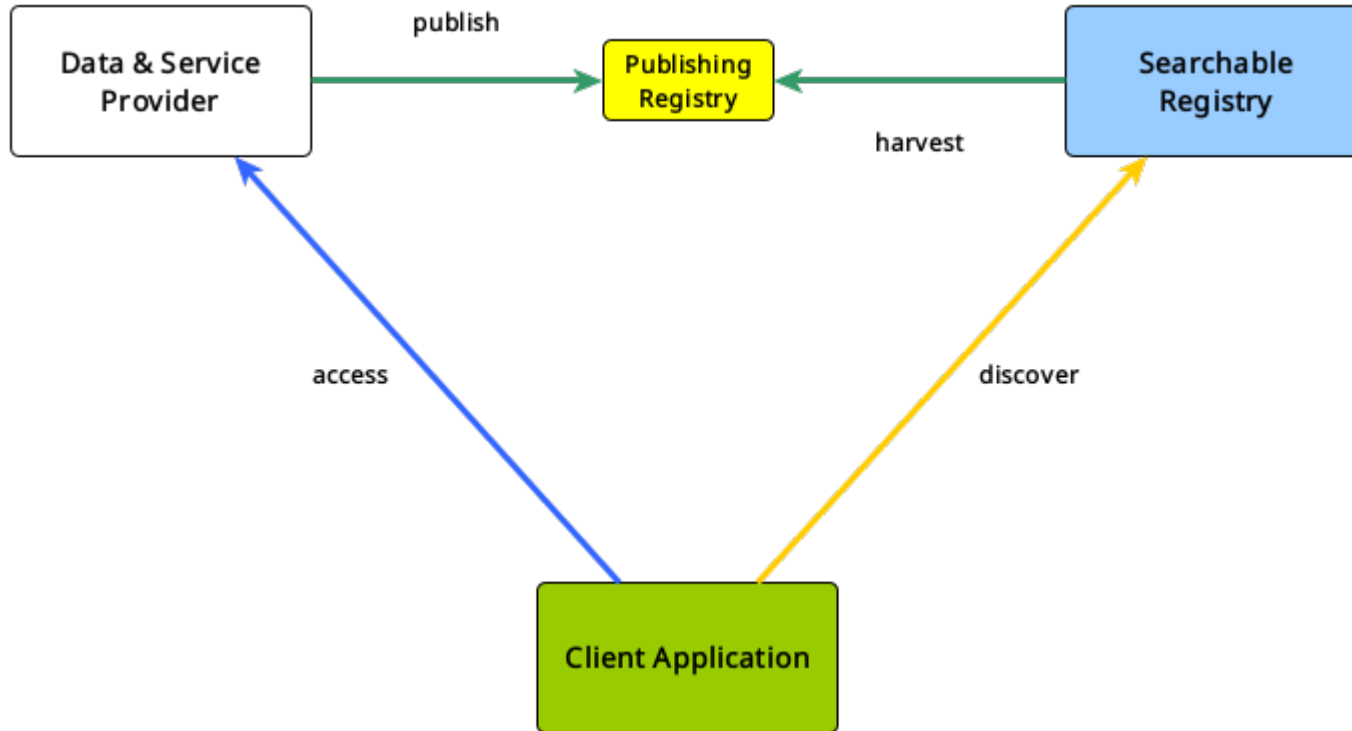 publish
Data & Service
Provider
Publishing
Registry
Searchable
Registry
harvest
access
discover
Client Application